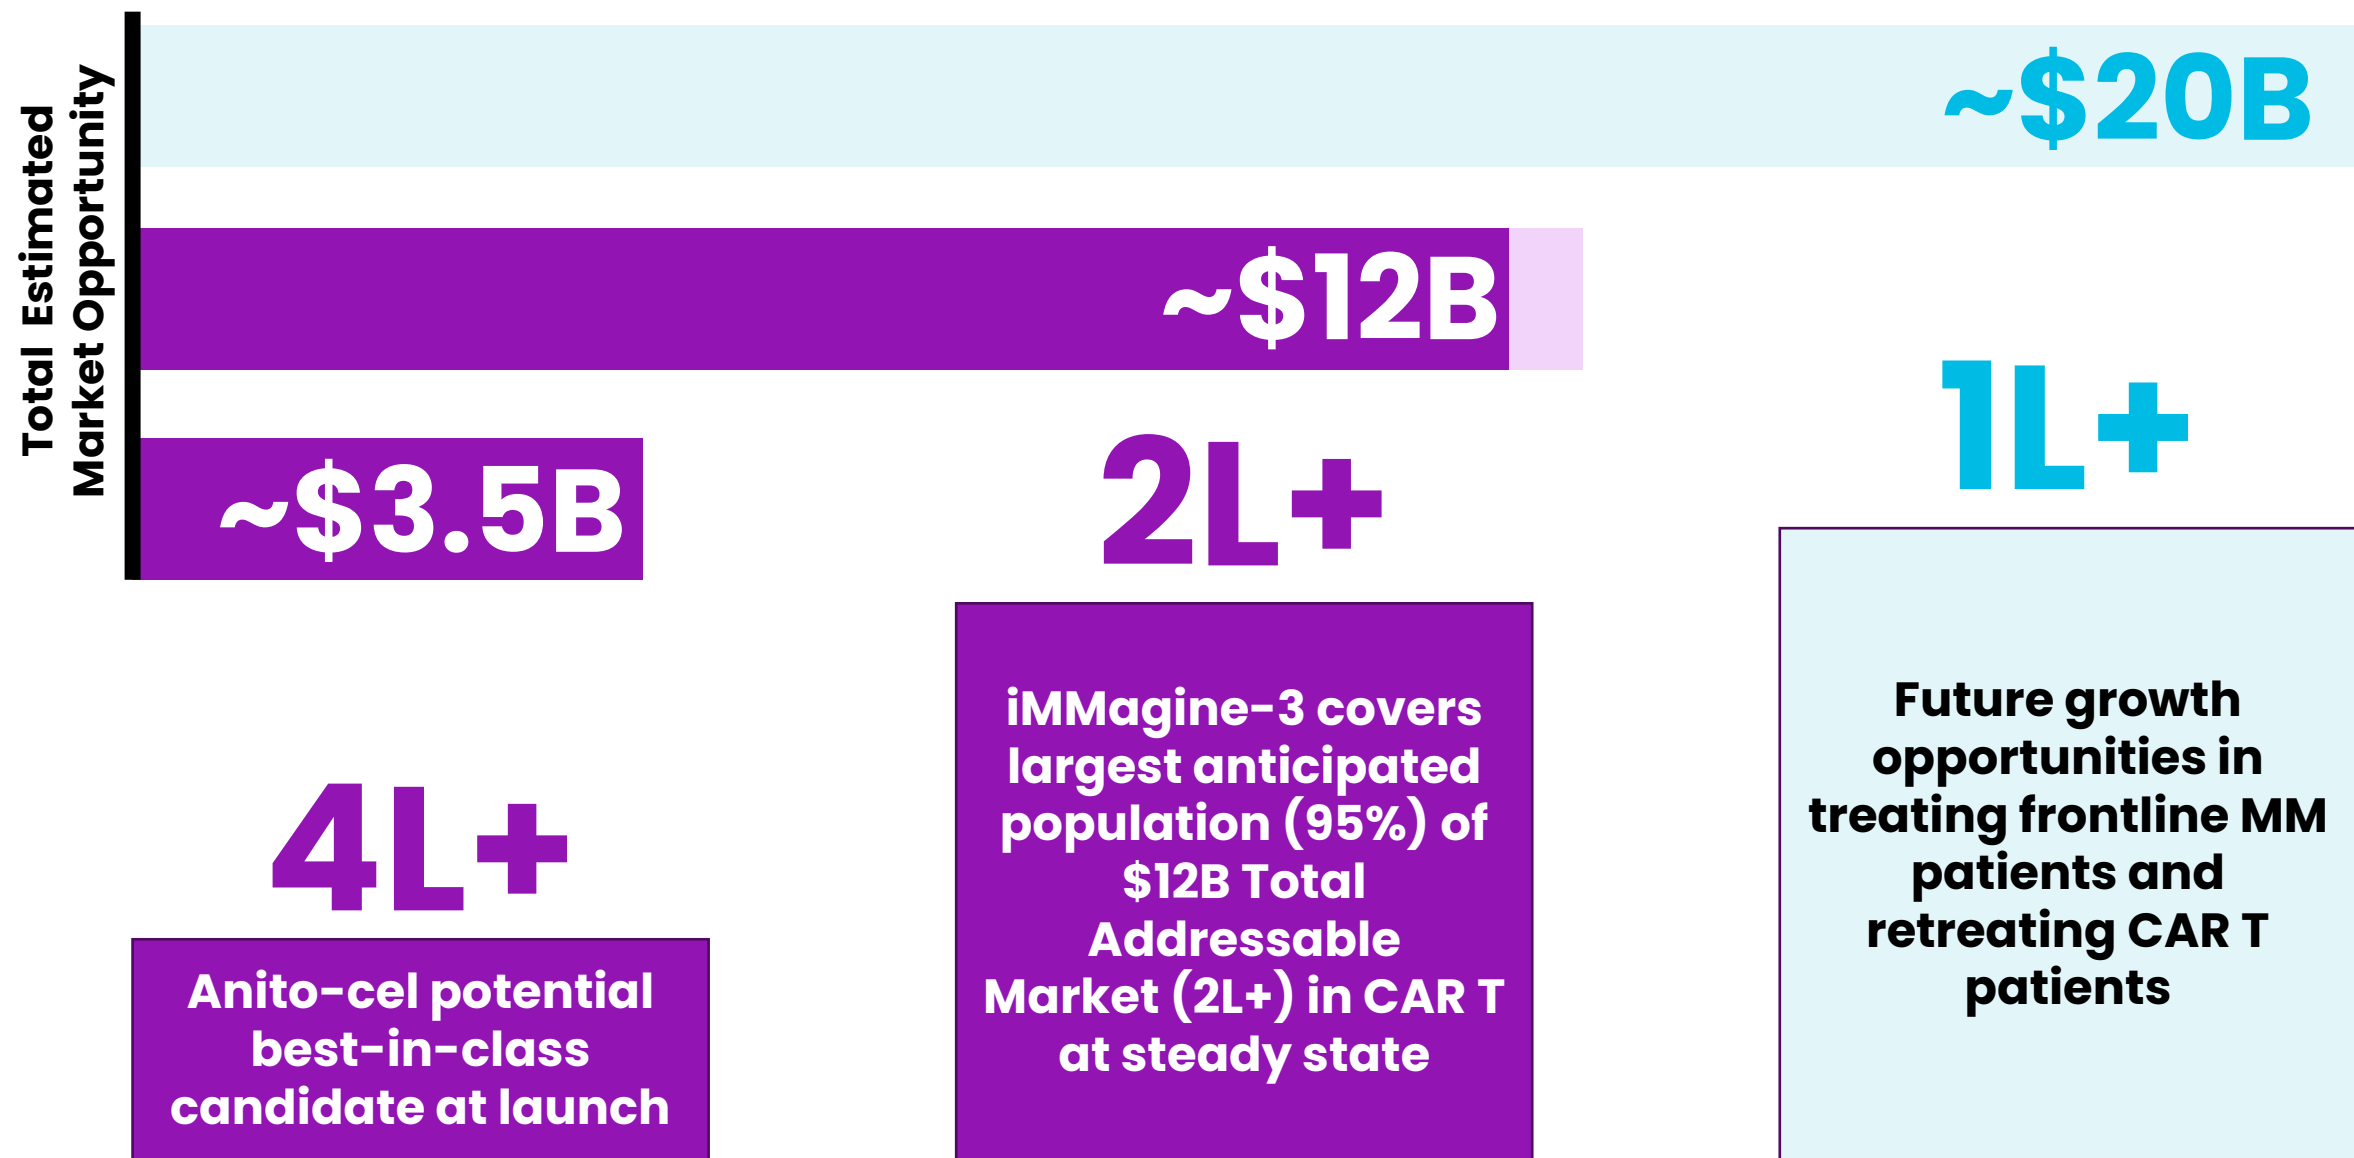 Total Estimated
Market Opportunity
~$20B
~$12B
~$3.5B
4L+
Anito-cel potential
best-in-class
candidate at launch
2L+
iMMagine-3 covers
largest anticipated
population (95%) of
$12B Total
Addressable
Market (2L+) in CAR T
at steady state
1L+
Future growth
opportunities in
treating frontline MM
patients and
retreating CAR T
patients